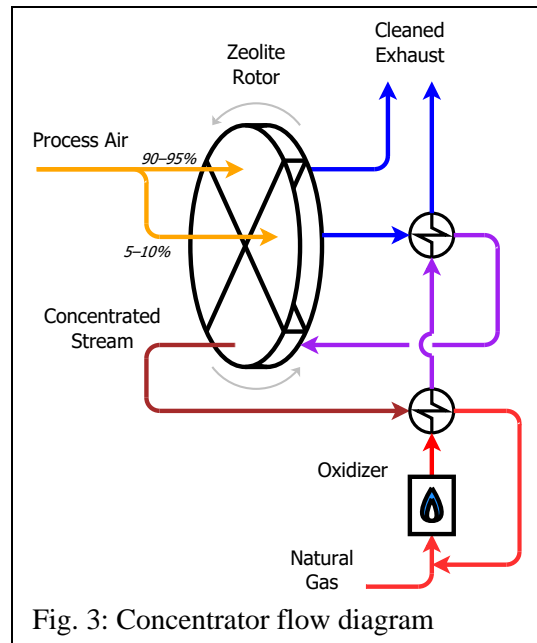 Cleaned
Exhaust
Zeolite
Rotor
Process Air
90–95%
5–10%
Concentrated
Stream
Oxidizer
Natural
Gas
Fig. 3: Concentrator flow diagram